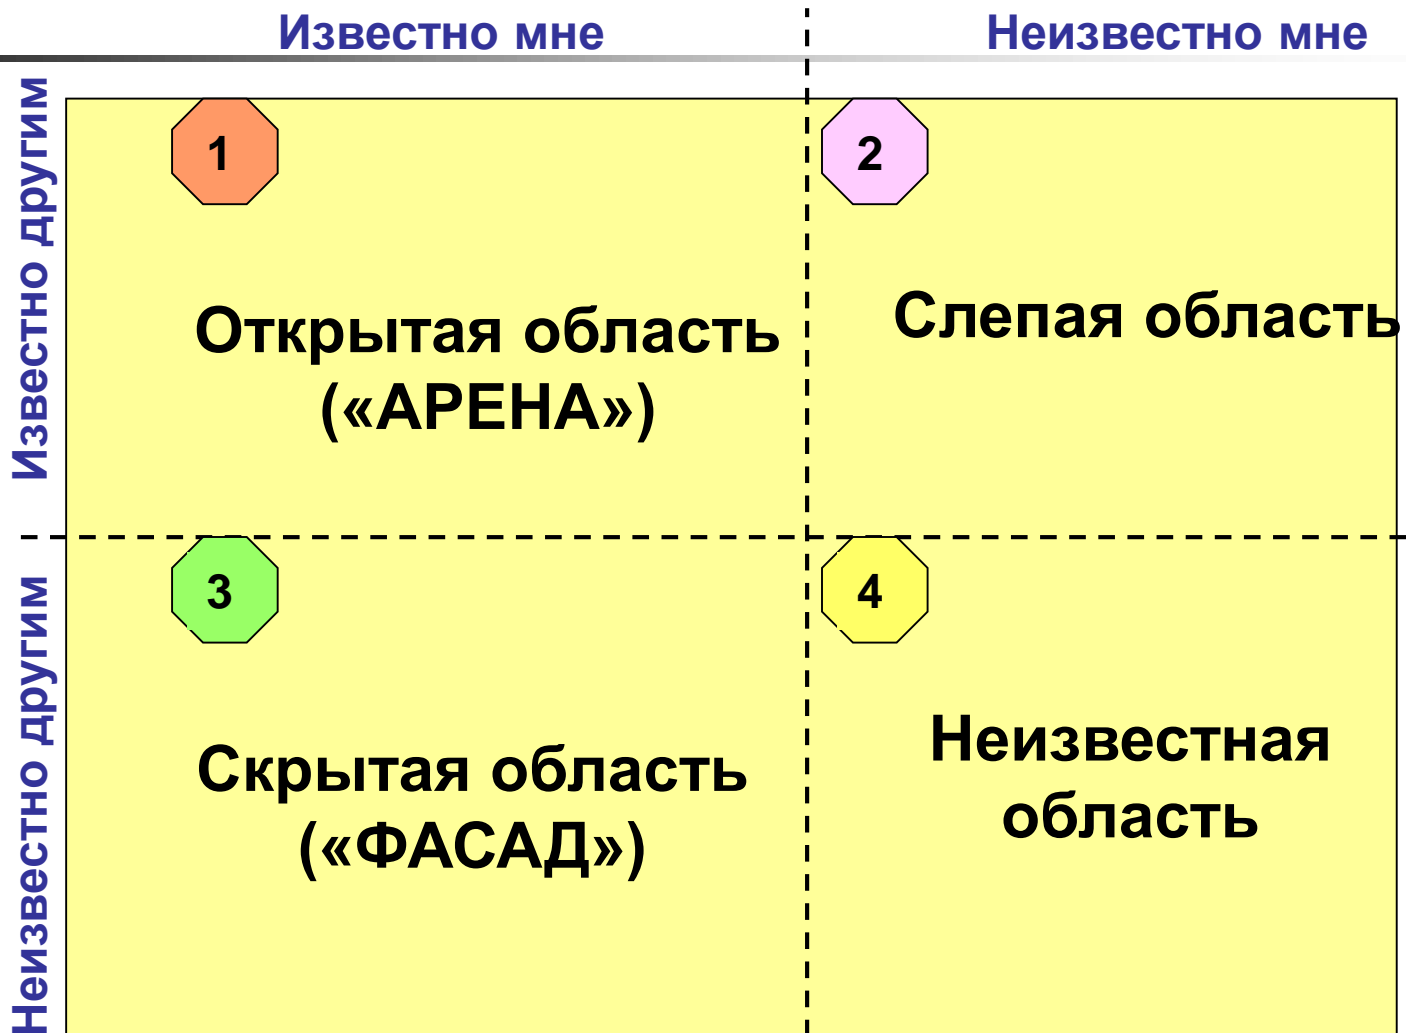 Известно мне
Неизвестно мне
Известно другим
1
Открытая область
(«АРЕНА»)
2
Слепая область
Неизвестно другим
3
Скрытая область
(«ФАСАД»)
4
Неизвестная
область